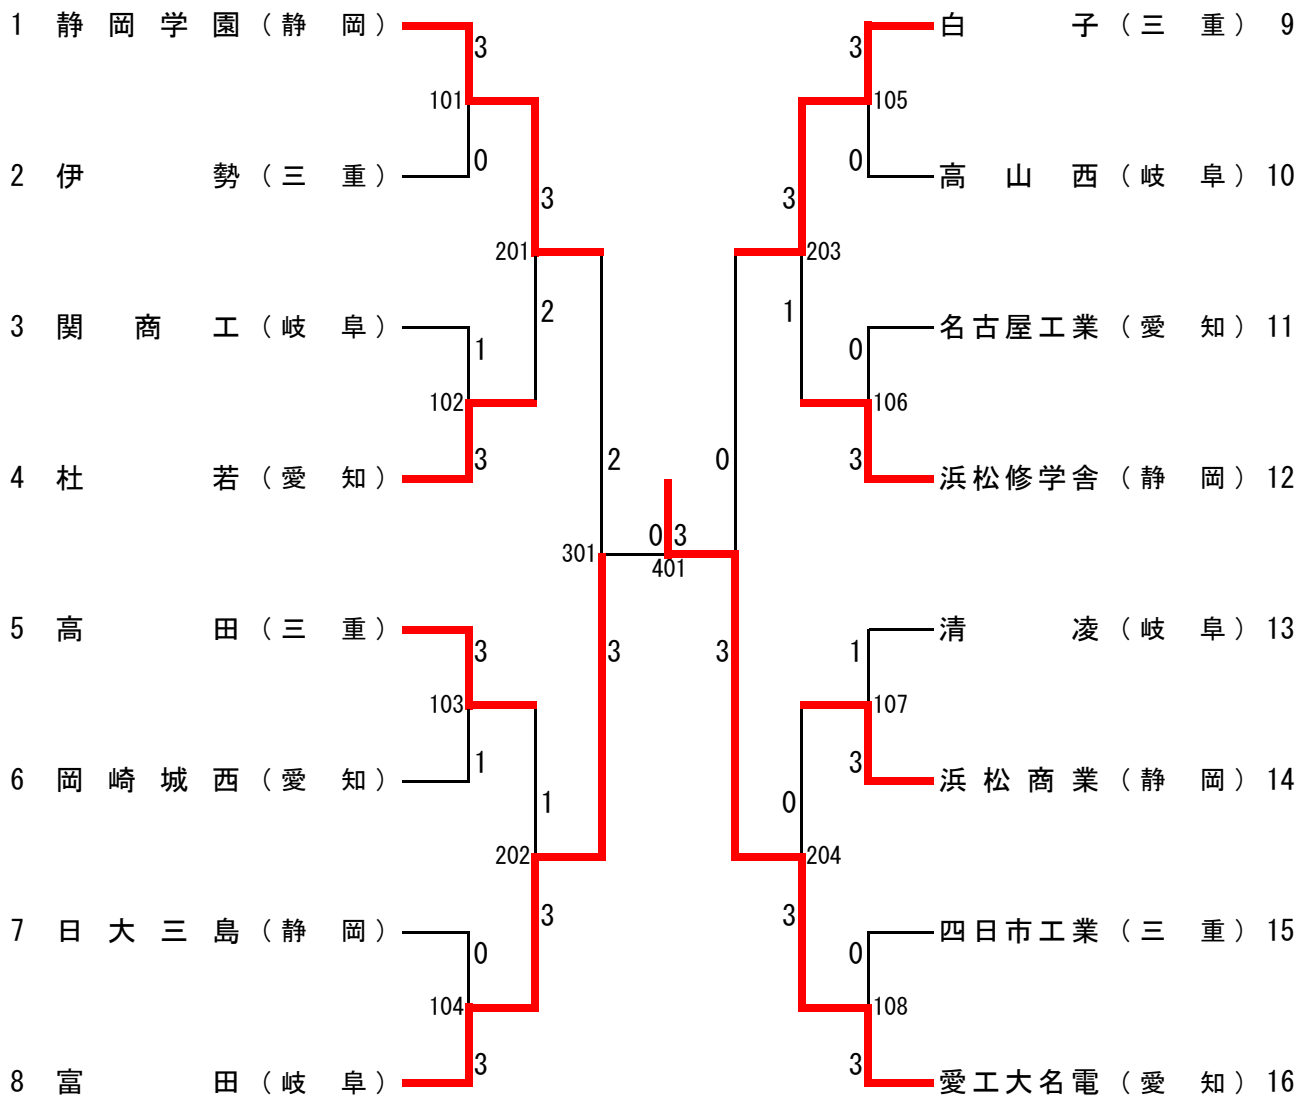 1 静岡学園（静 岡）
3
101
0
2 伊 勢（三 重）
3
201
2
3 関商工（岐 阜）
1
102
3
4 杜 若（愛 知）
2
301
3
5 高 田（三 重）
3
103
1
6 岡崎城西（愛 知）
1
202
3
7 日大三島（静 岡）
0
104
3
8 富 田（岐 阜）
0 3
401
白 子（三 重） 9
3
105
0
高山西（岐 阜） 10
3
203
1
名古屋工業（愛 知） 11
0
106
3
浜松修学舎（静 岡） 12
0
3
清 凌（岐 阜） 13
1
107
3
浜松商業（静 岡） 14
0
204
3
四日市工業（三 重） 15
0
108
3
愛工大名電（愛 知） 16